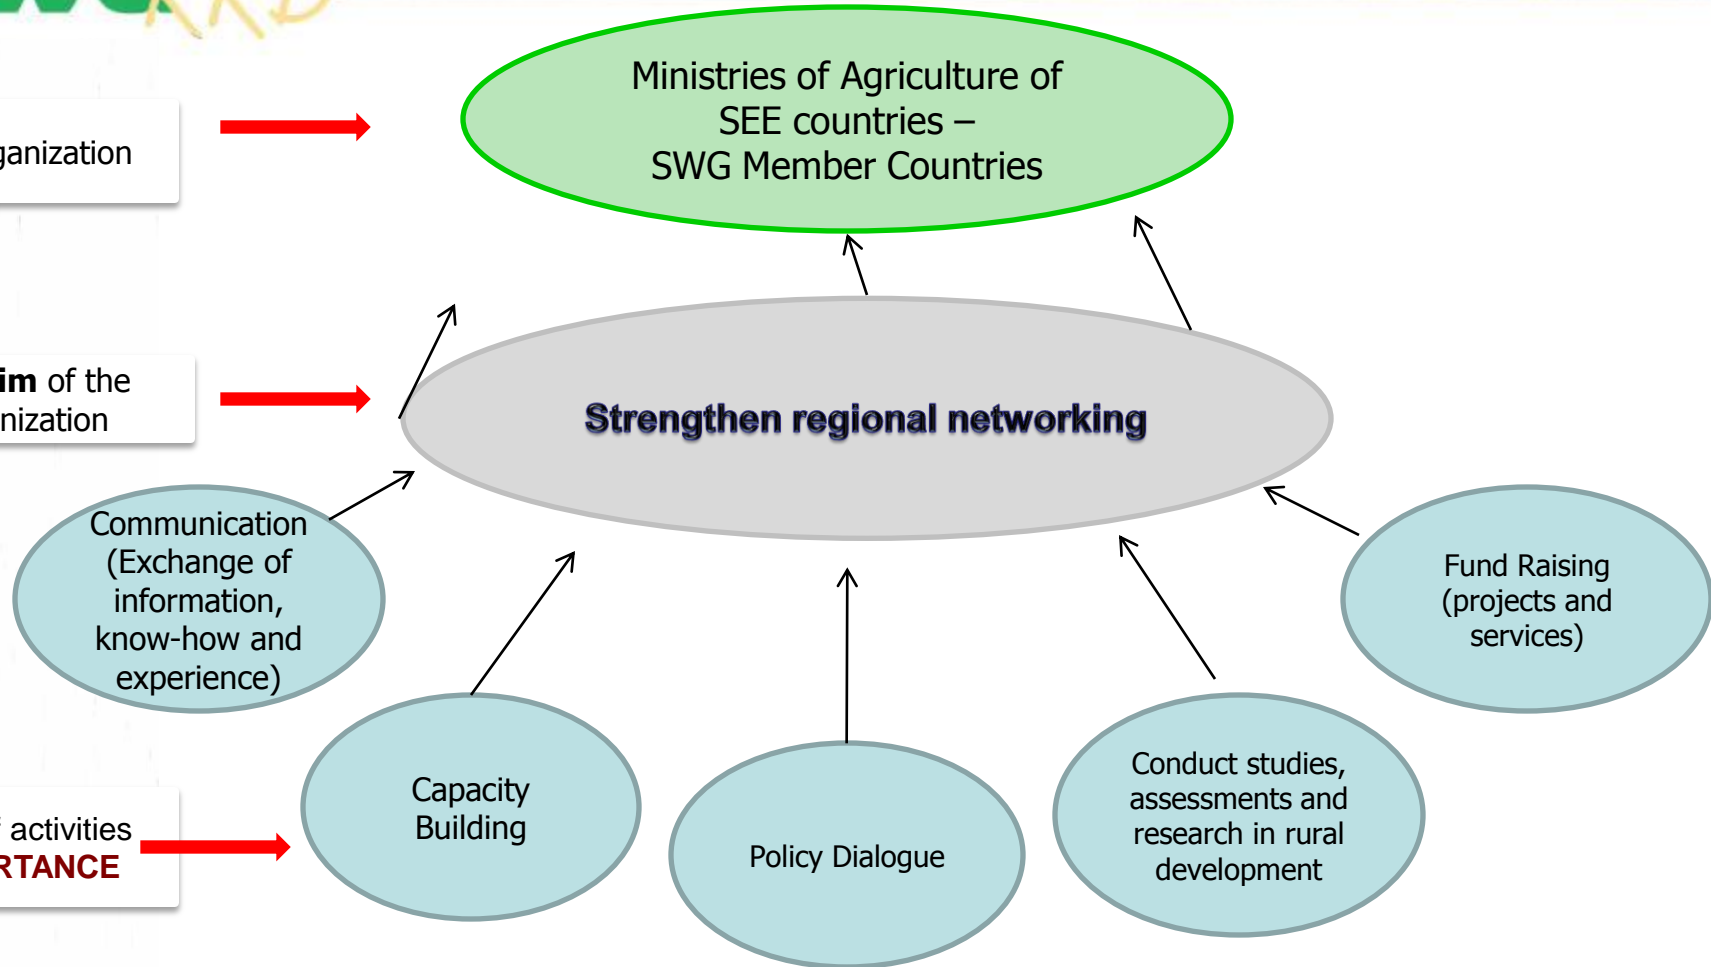 RRD
Ministries of Agriculture of
SEE countries –
SWG Member Countries
ganization
Strengthen regional networking
im of the
nization
Communication
(Exchange of
information,
know-how and
experience)
Fund Raising
(projects and
services)
Capacity
Building
Policy Dialogue
Conduct studies,
assessments and
research in rural
development
activities
RTANCE